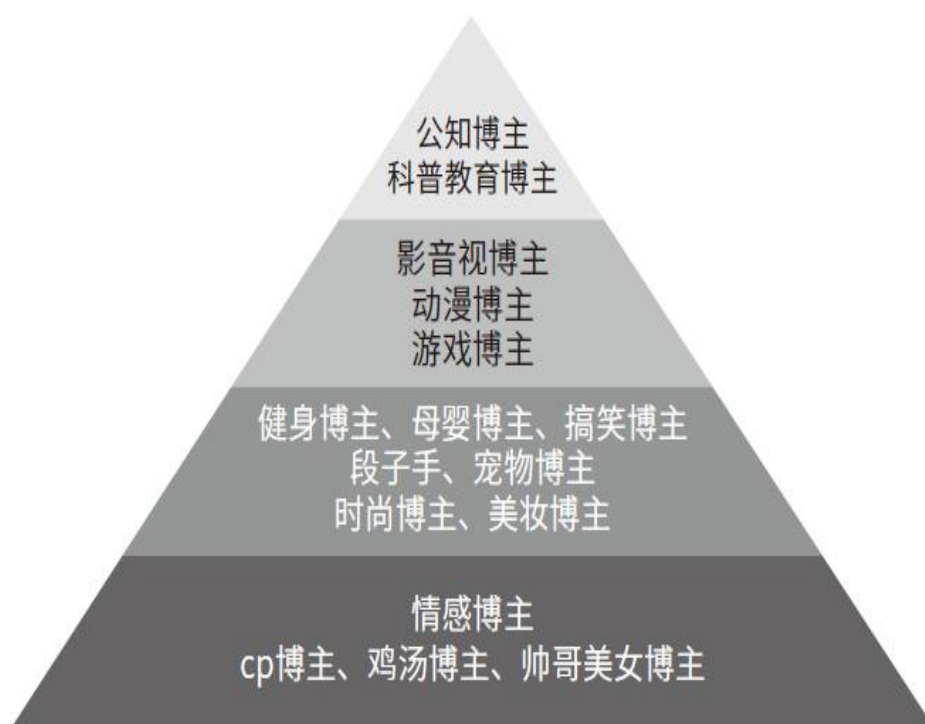 公知博主
科普教育博主
影音视博主
动漫博主
游戏博主
健身博主、母婴博主、搞笑博主
段子手、宠物博主
时尚博主、美妆博主
情感博主
cp博主、鸡汤博主、帅哥美女博主